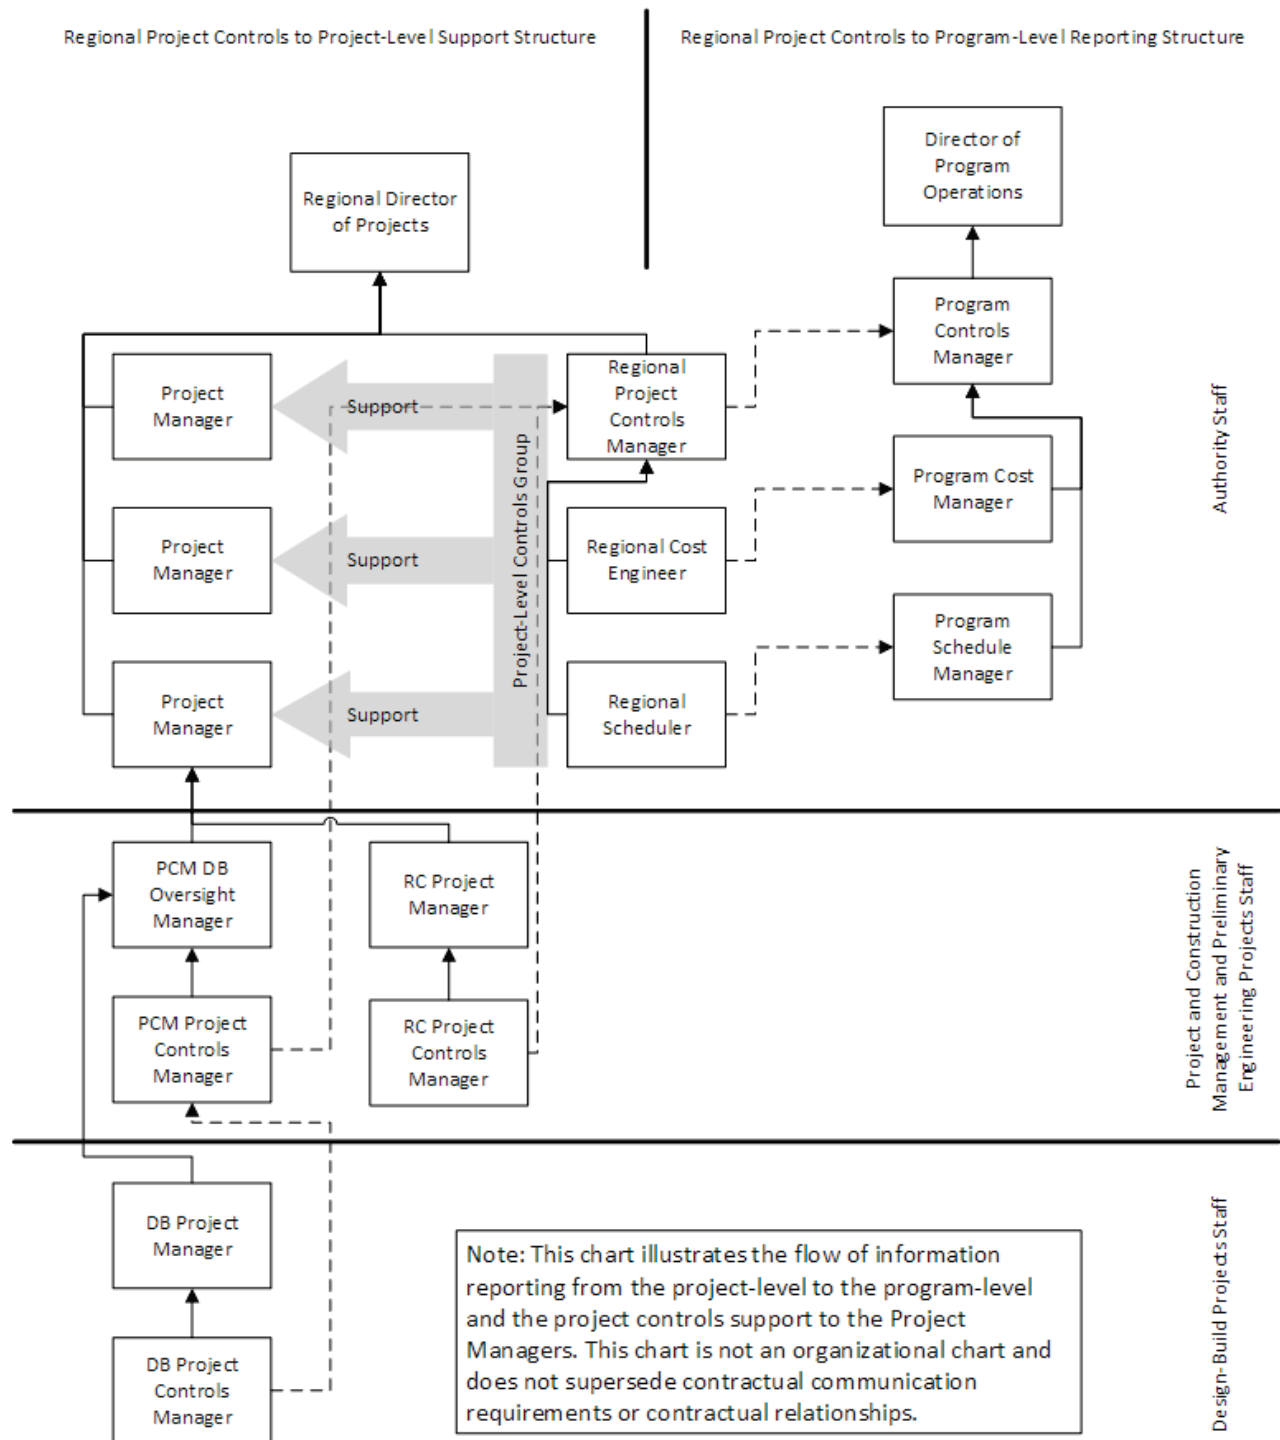 Regional Project Controls to Project-Level Support Structure
Regional Project Controls to Program-Level Reporting Structure
Director of
Program
Operations
Regional Director
of Projects
Program
Controls
Manager
Project
Manager
Support
Regional
Project
Controls
Manager
Project-Level Controls Group
Authority Staff
Program Cost
Manager
Project
Manager
Support
Regional Cost
Engineer
Program
Schedule
Manager
Project
Manager
Support
Regional
Scheduler
PCM DB
Oversight
Manager
RC Project
Manager
Project and Construction
Management and Preliminary
Engineering Projects Staff
PCM Project
Controls
Manager
RC Project
Controls
Manager
DB Project
Manager
Design-Build Projects Staff
Note: This chart illustrates the flow of information
reporting from the project-level to the program-level
and the project controls support to the Project
Managers. This chart is not an organizational chart and
does not supersede contractual communication
requirements or contractual relationships.
DB Project
Controls
Manager